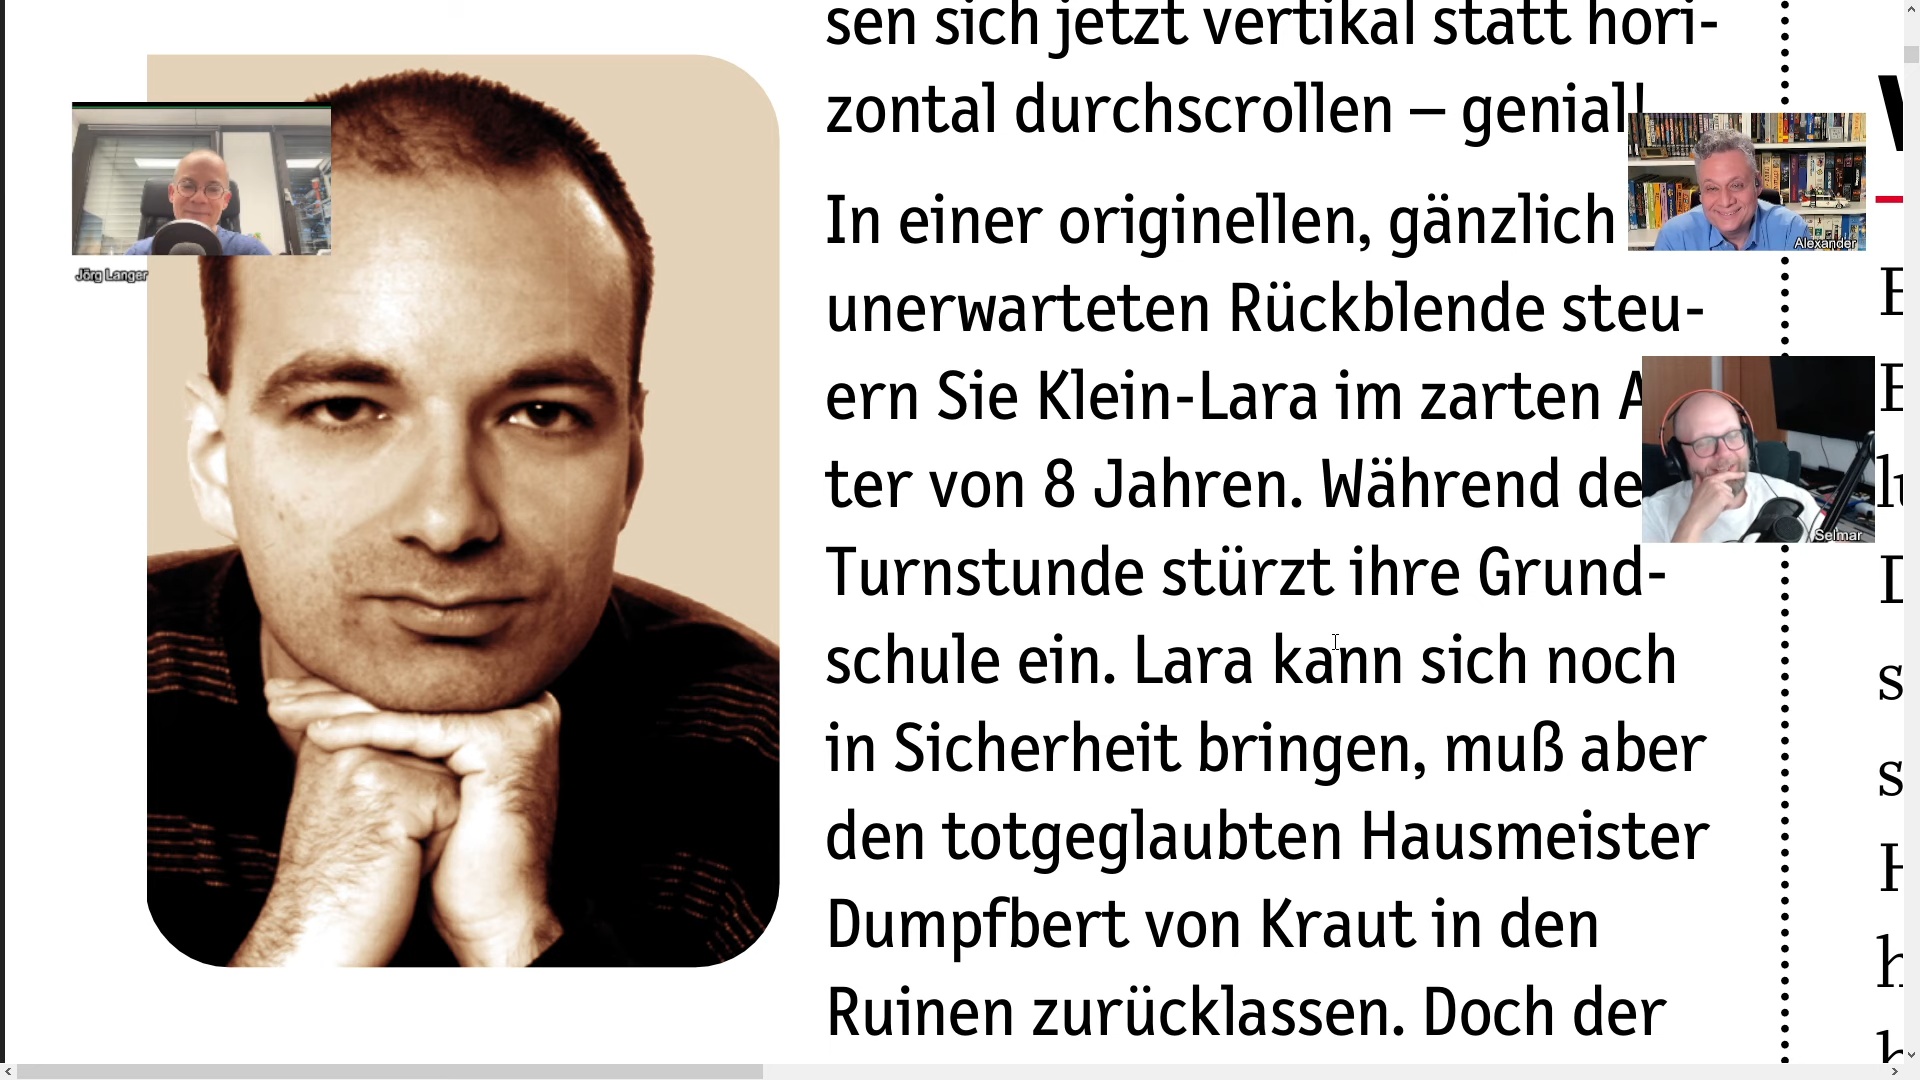 sen sich jetzt vertikal statt hori-
zontal durchscrollen – genial!
In einer originellen, gänzlich
unerwarteten Rückblende steu-
ern Sie Klein-Lara im zarten A
ter von 8 Jahren. Während de
Turnstunde stürzt ihre Grund-
schule ein. Lara kann sich noch
in Sicherheit bringen, muß aber
den totgeglaubten Hausmeister
Dumpfbert von Kraut in den
Ruinen zurücklassen. Doch der
Jörg Langer
Alexander
Selmar